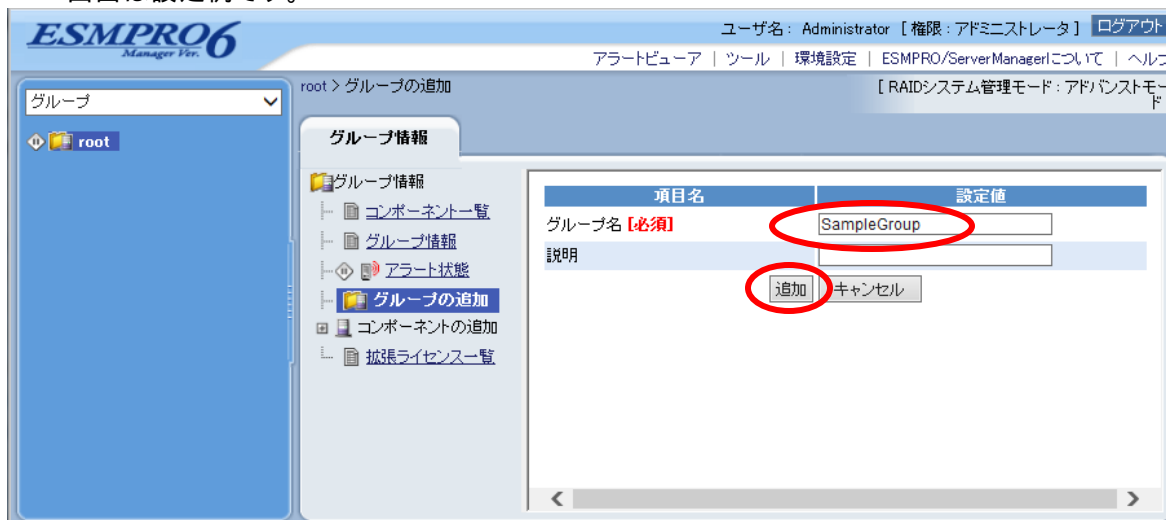 ESMPRO6
Manager Ver.
ユーザ名： Administrator [ 権限：アドミニストレータ ] ログアウト
アラートビューア | ツール | 環境設定 | ESMPRO/ServerManagerについて |
グループ
root
root > グループの追加
[ RAIDシステム管理モード：アドバンストモード
グループ情報
グループ情報
コンポーネント一覧
グループ情報
アラート状態
グループの追加
コンポーネントの追加
拡張ライセンス一覧
項目名 設定値
グループ名 [必須] SampleGroup
説明
追加 キャンセル